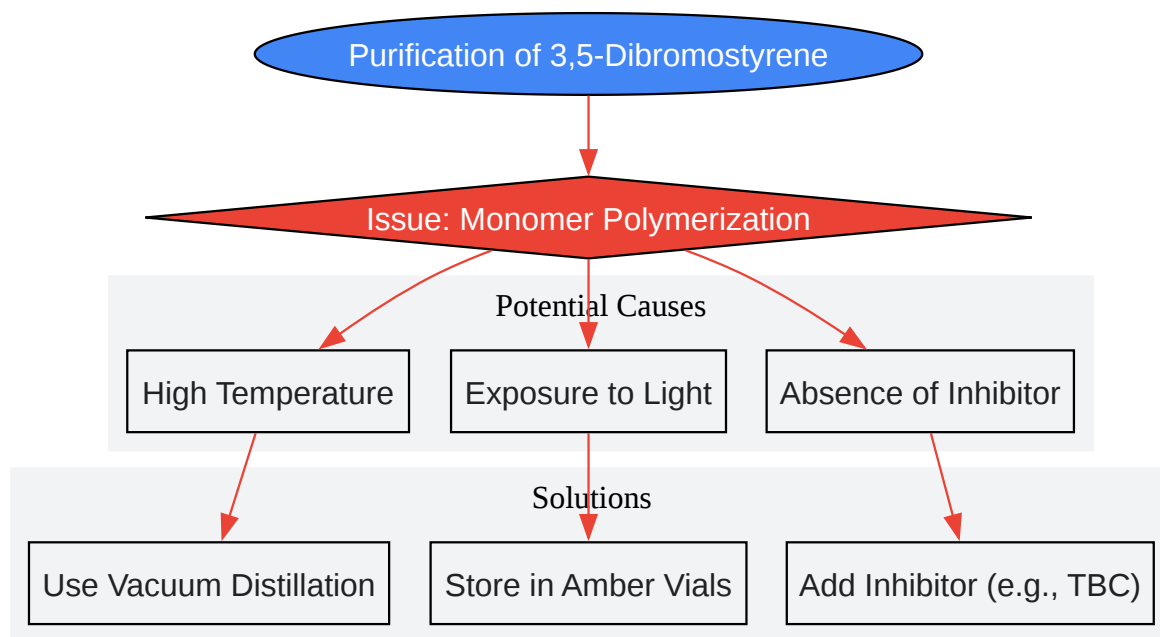 Purification of 3,5-Dibromostyrene
Issue: Monomer Polymerization
Potential Causes
High Temperature
Exposure to Light
Absence of Inhibitor
Solutions
Use Vacuum Distillation
Store in Amber Vials
Add Inhibitor (e.g., TBC)